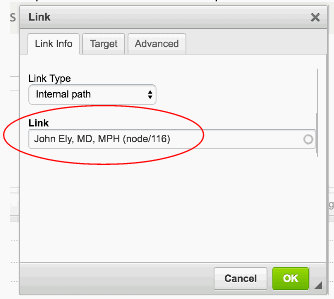 Link
Link Info
Target
Advanced
Link Type
Internal path
Link
John Ely, MD, MPH (node/116)
Cancel
OK